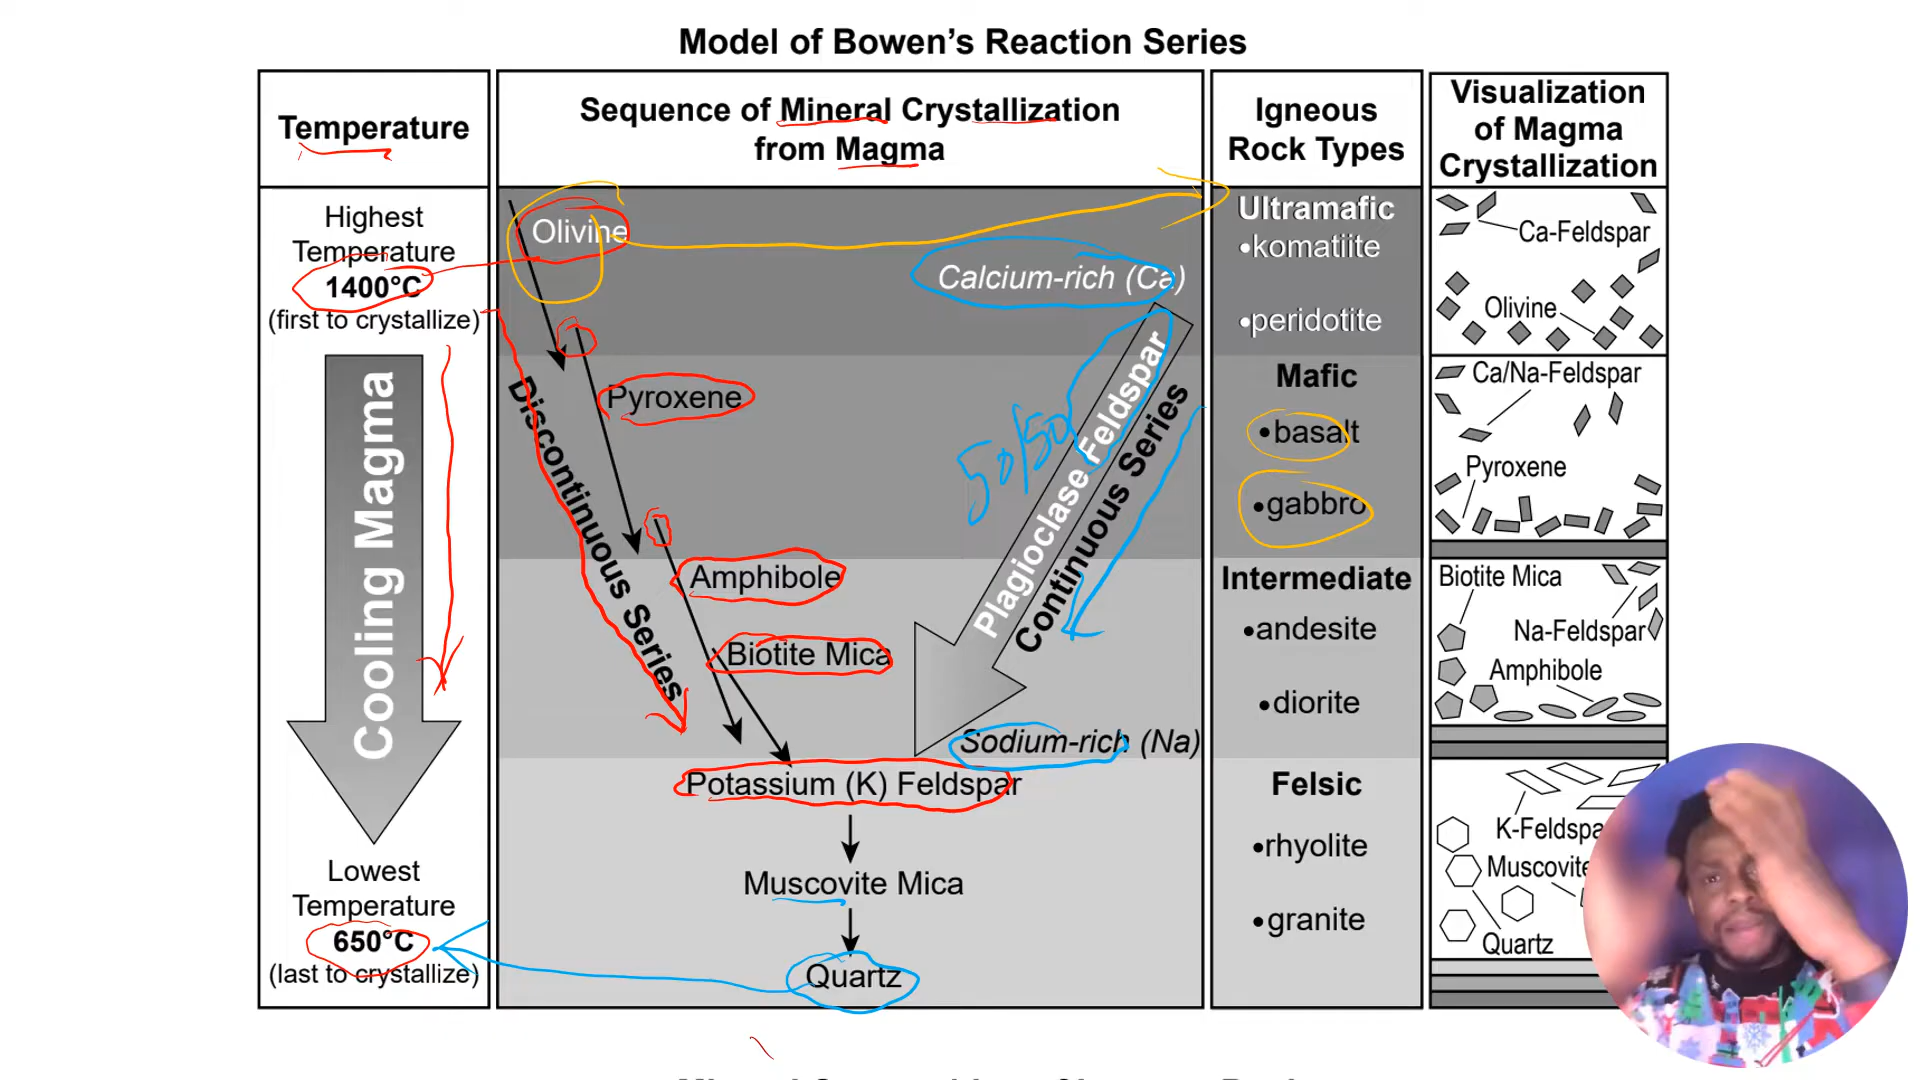 Model of Bowen's Reaction Series
Temperature
Highest
Temperature
1400°C
(first to crystallize)
Cooling Magma
Lowest
Temperature
650°C
(last to crystallize)
Sequence of Mineral Crystallization
from Magma
Olivine
Calcium-rich (Ca)
Pyroxene
50/50
Discontinuous Series
Plagioclase Feldspar
Continuous Series
Amphibole
Biotite Mica
Sodium-rich (Na)
Potassium (K) Feldspar
Muscovite Mica
Quartz
Igneous
Rock Types
Ultramafic
•komatiite
•peridotite
Mafic
•basalt
•gabbro
Intermediate
•andesite
•diorite
Felsic
•rhyolite
•granite
Visualization
of Magma
Crystallization
Ca-Feldspar
Olivine
Ca/Na-Feldspar
Pyroxene
Biotite Mica
Na-Feldspar
Amphibole
K-Feldspa
Muscovite
Quartz